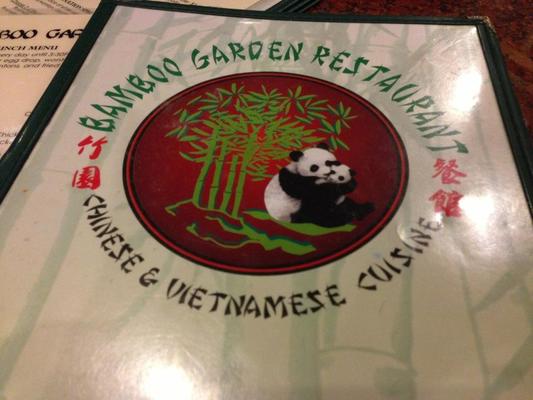 BAMBOO GARDEN RESTAURANT
竹園
餐館
CHINESE & VIETNAMESE CUISINE